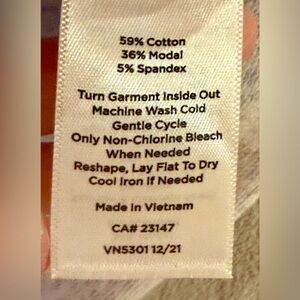 59% Cotton
36% Modal
5% Spandex
Turn Garment Inside Out
Machine Wash Cold
Gentle Cycle
Only Non-Chlorine Bleach
When Needed
Reshape, Lay Flat To Dry
Cool Iron If Needed
Made in Vietnam
CA# 23147
VN5301 12/21